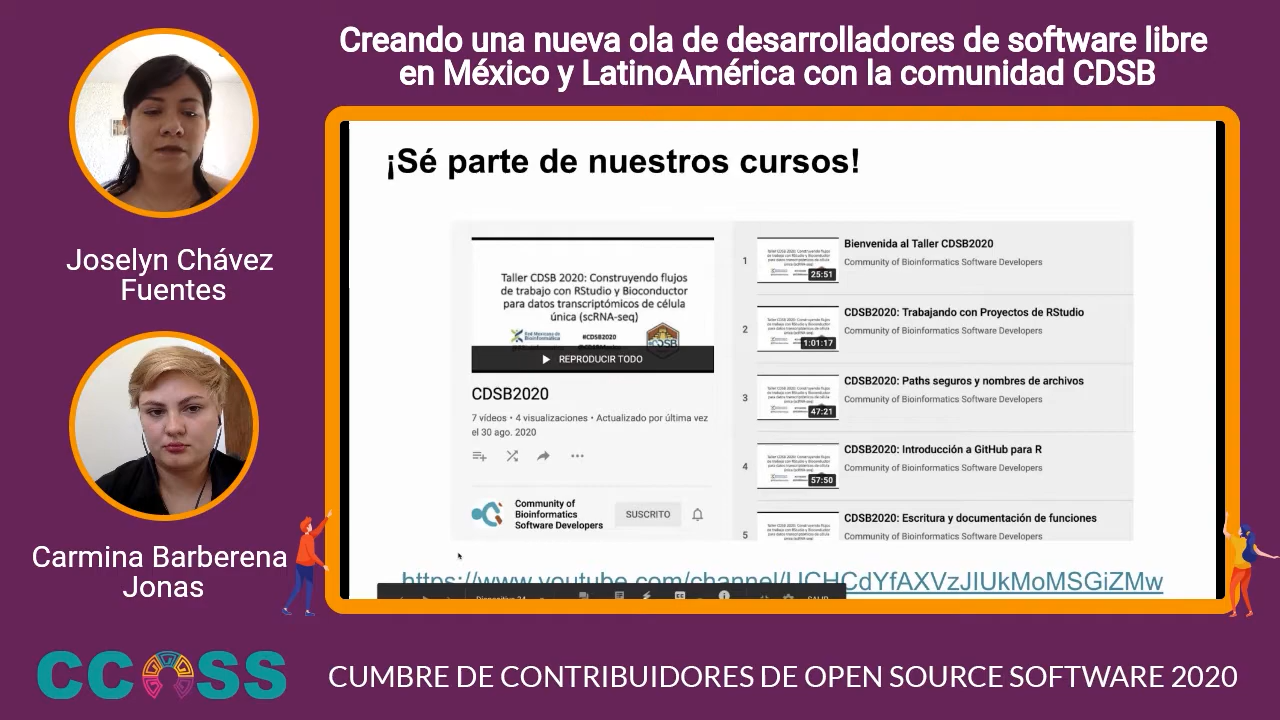 Creando una nueva ola de desarrolladores de software libre
en México y LatinoAmérica con la comunidad CDSB
Joselyn Chávez
Fuentes
Carmina Barberena
Jonas
¡Sé parte de nuestros cursos!
Taller CDSB 2020: Construyendo flujos
de trabajo con RStudio y Bioconductor
para datos transcriptómicos de célula
única (scRNA-seq)
Red Mexicana de
Bioinformática
#CDSB2020
CDSB
REPRODUCIR TODO
CDSB2020
7 vídeos • 4 visualizaciones • Actualizado por última vez
el 30 ago. 2020
Community of
Bioinformatics
Software Developers
SUSCRITO
1
25:51
Bienvenida al Taller CDSB2020
Community of Bioinformatics Software Developers
2
1:01:17
CDSB2020: Trabajando con Proyectos de RStudio
Community of Bioinformatics Software Developers
3
47:21
CDSB2020: Paths seguros y nombres de archivos
Community of Bioinformatics Software Developers
4
57:50
CDSB2020: Introducción a GitHub para R
Community of Bioinformatics Software Developers
5
CDSB2020: Escritura y documentación de funciones
Community of Bioinformatics Software Developers
https://www.youtube.com/channel/UCHCdYfAXVzJIUkMoMSGiZMw
CCOSS
CUMBRE DE CONTRIBUIDORES DE OPEN SOURCE SOFTWARE 2020